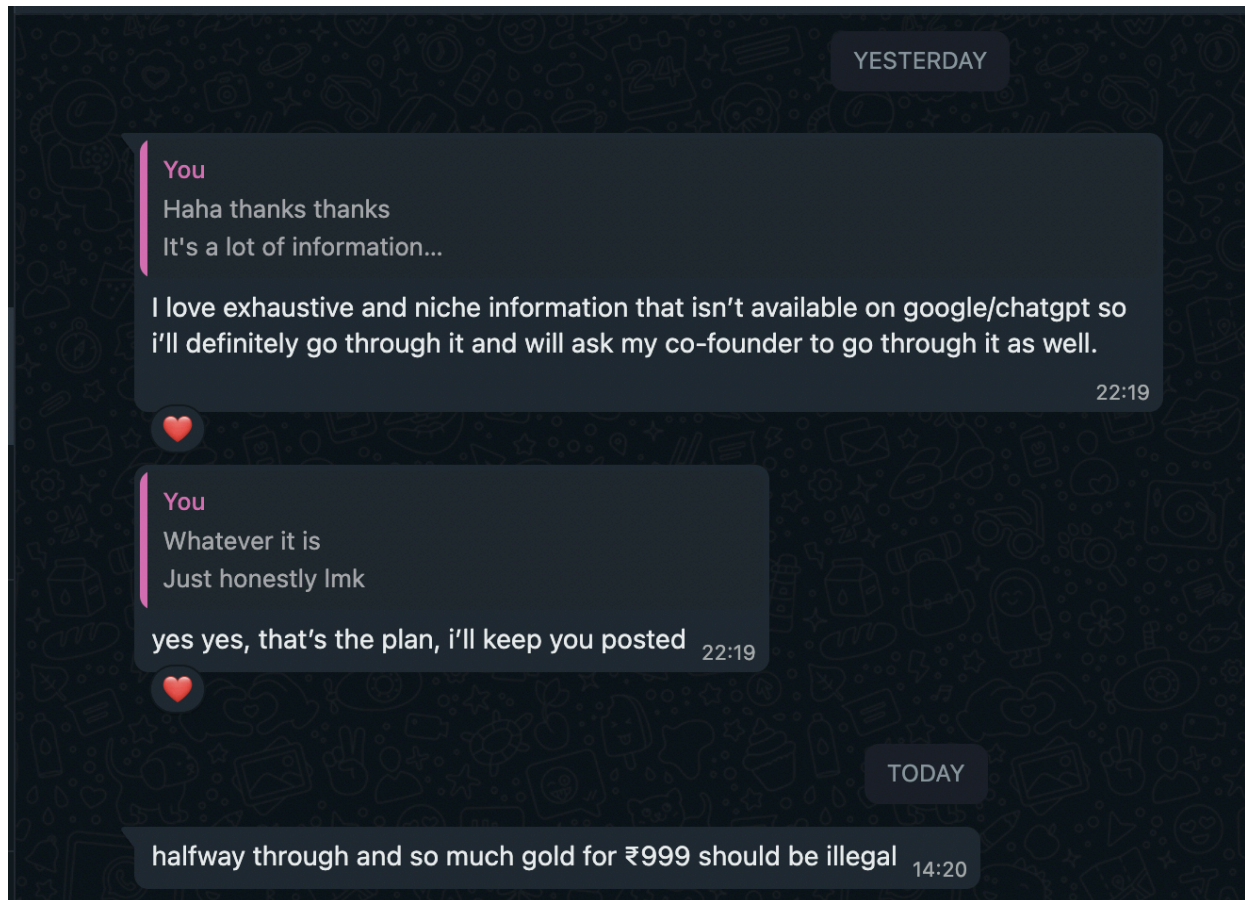 YESTERDAY
You
Haha thanks thanks
It's a lot of information...
I love exhaustive and niche information that isn’t available on google/chatgpt so
i’ll definitely go through it and will ask my co-founder to go through it as well.
22:19
You
Whatever it is
Just honestly lmk
yes yes, that’s the plan, i’ll keep you posted 22:19
TODAY
halfway through and so much gold for ₹999 should be illegal 14:20